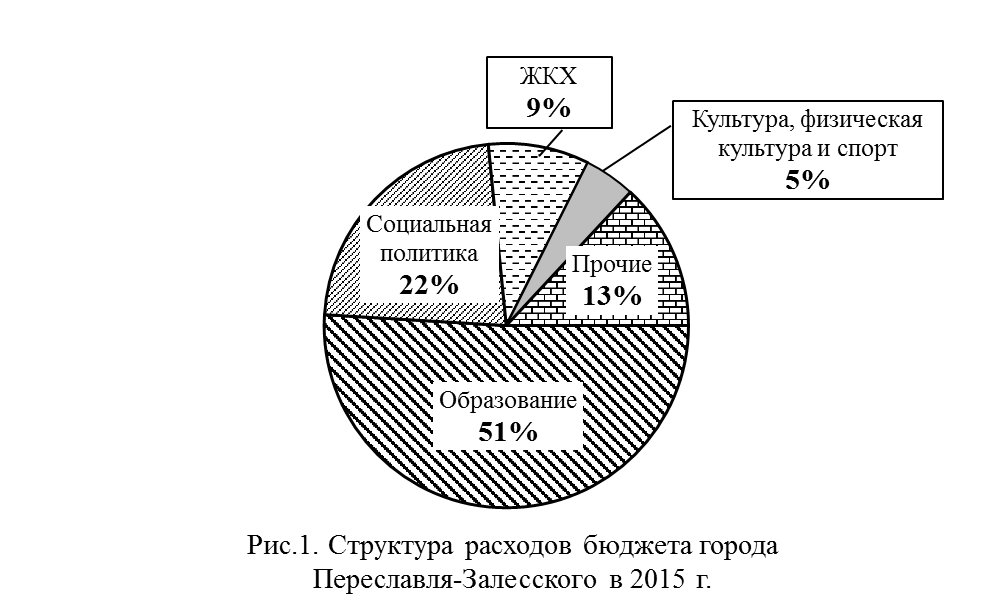 ЖКХ
9%
Культура, физическая
культура и спорт
5%
Социальная
политика
22%
Прочие
13%
Образование
51%
Рис.1. Структура расходов бюджета города
Переславля-Залесского в 2015 г.